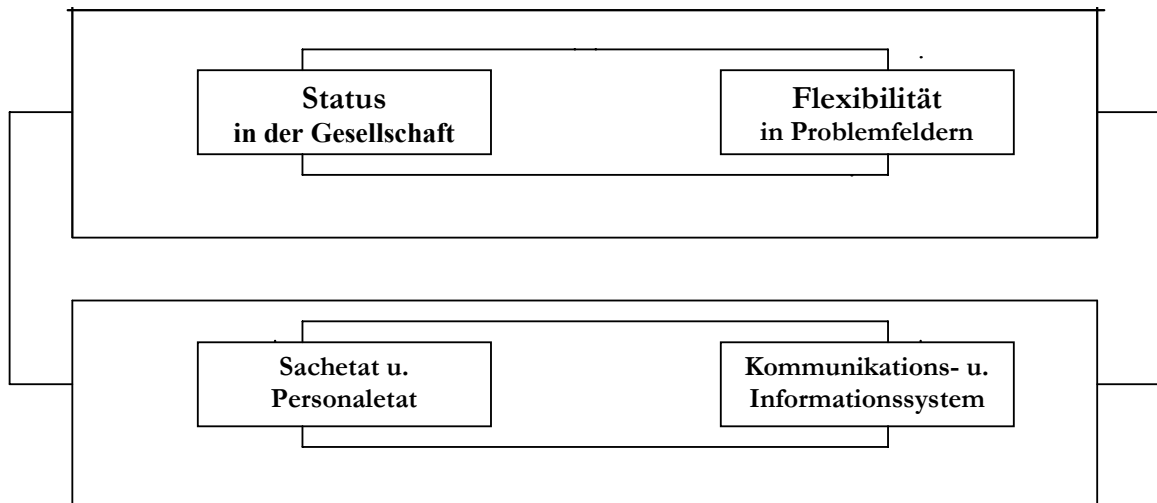 Status
in der Gesellschaft
Flexibilität
in Problemfeldern
Sachetat u.
Personaletat
Kommunikations- u.
Informationssystem